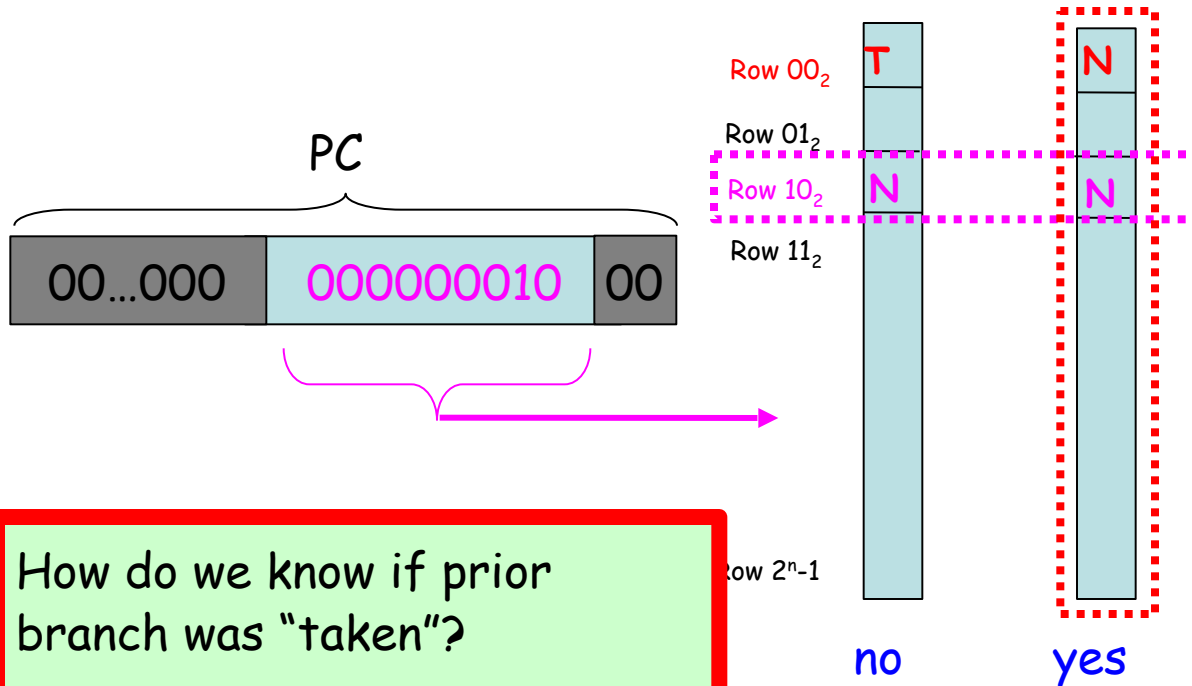 PC
00...000 000000010 00
Row 00₂ T N
Row 01₂
Row 10₂ N N
Row 11₂
ow 2ⁿ-1
no yes
How do we know if prior
branch was “taken”?